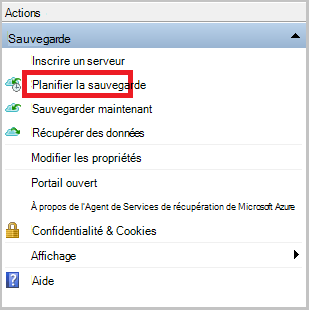 Actions
Sauvegarde
Inscrire un serveur
Planifier la sauvegarde
Sauvegarder maintenant
Récupérer des données
Modifier les propriétés
Portail ouvert
À propos de l'Agent de Services de récupération de Microsoft Azure
Confidentialité & Cookies
Affichage
Aide